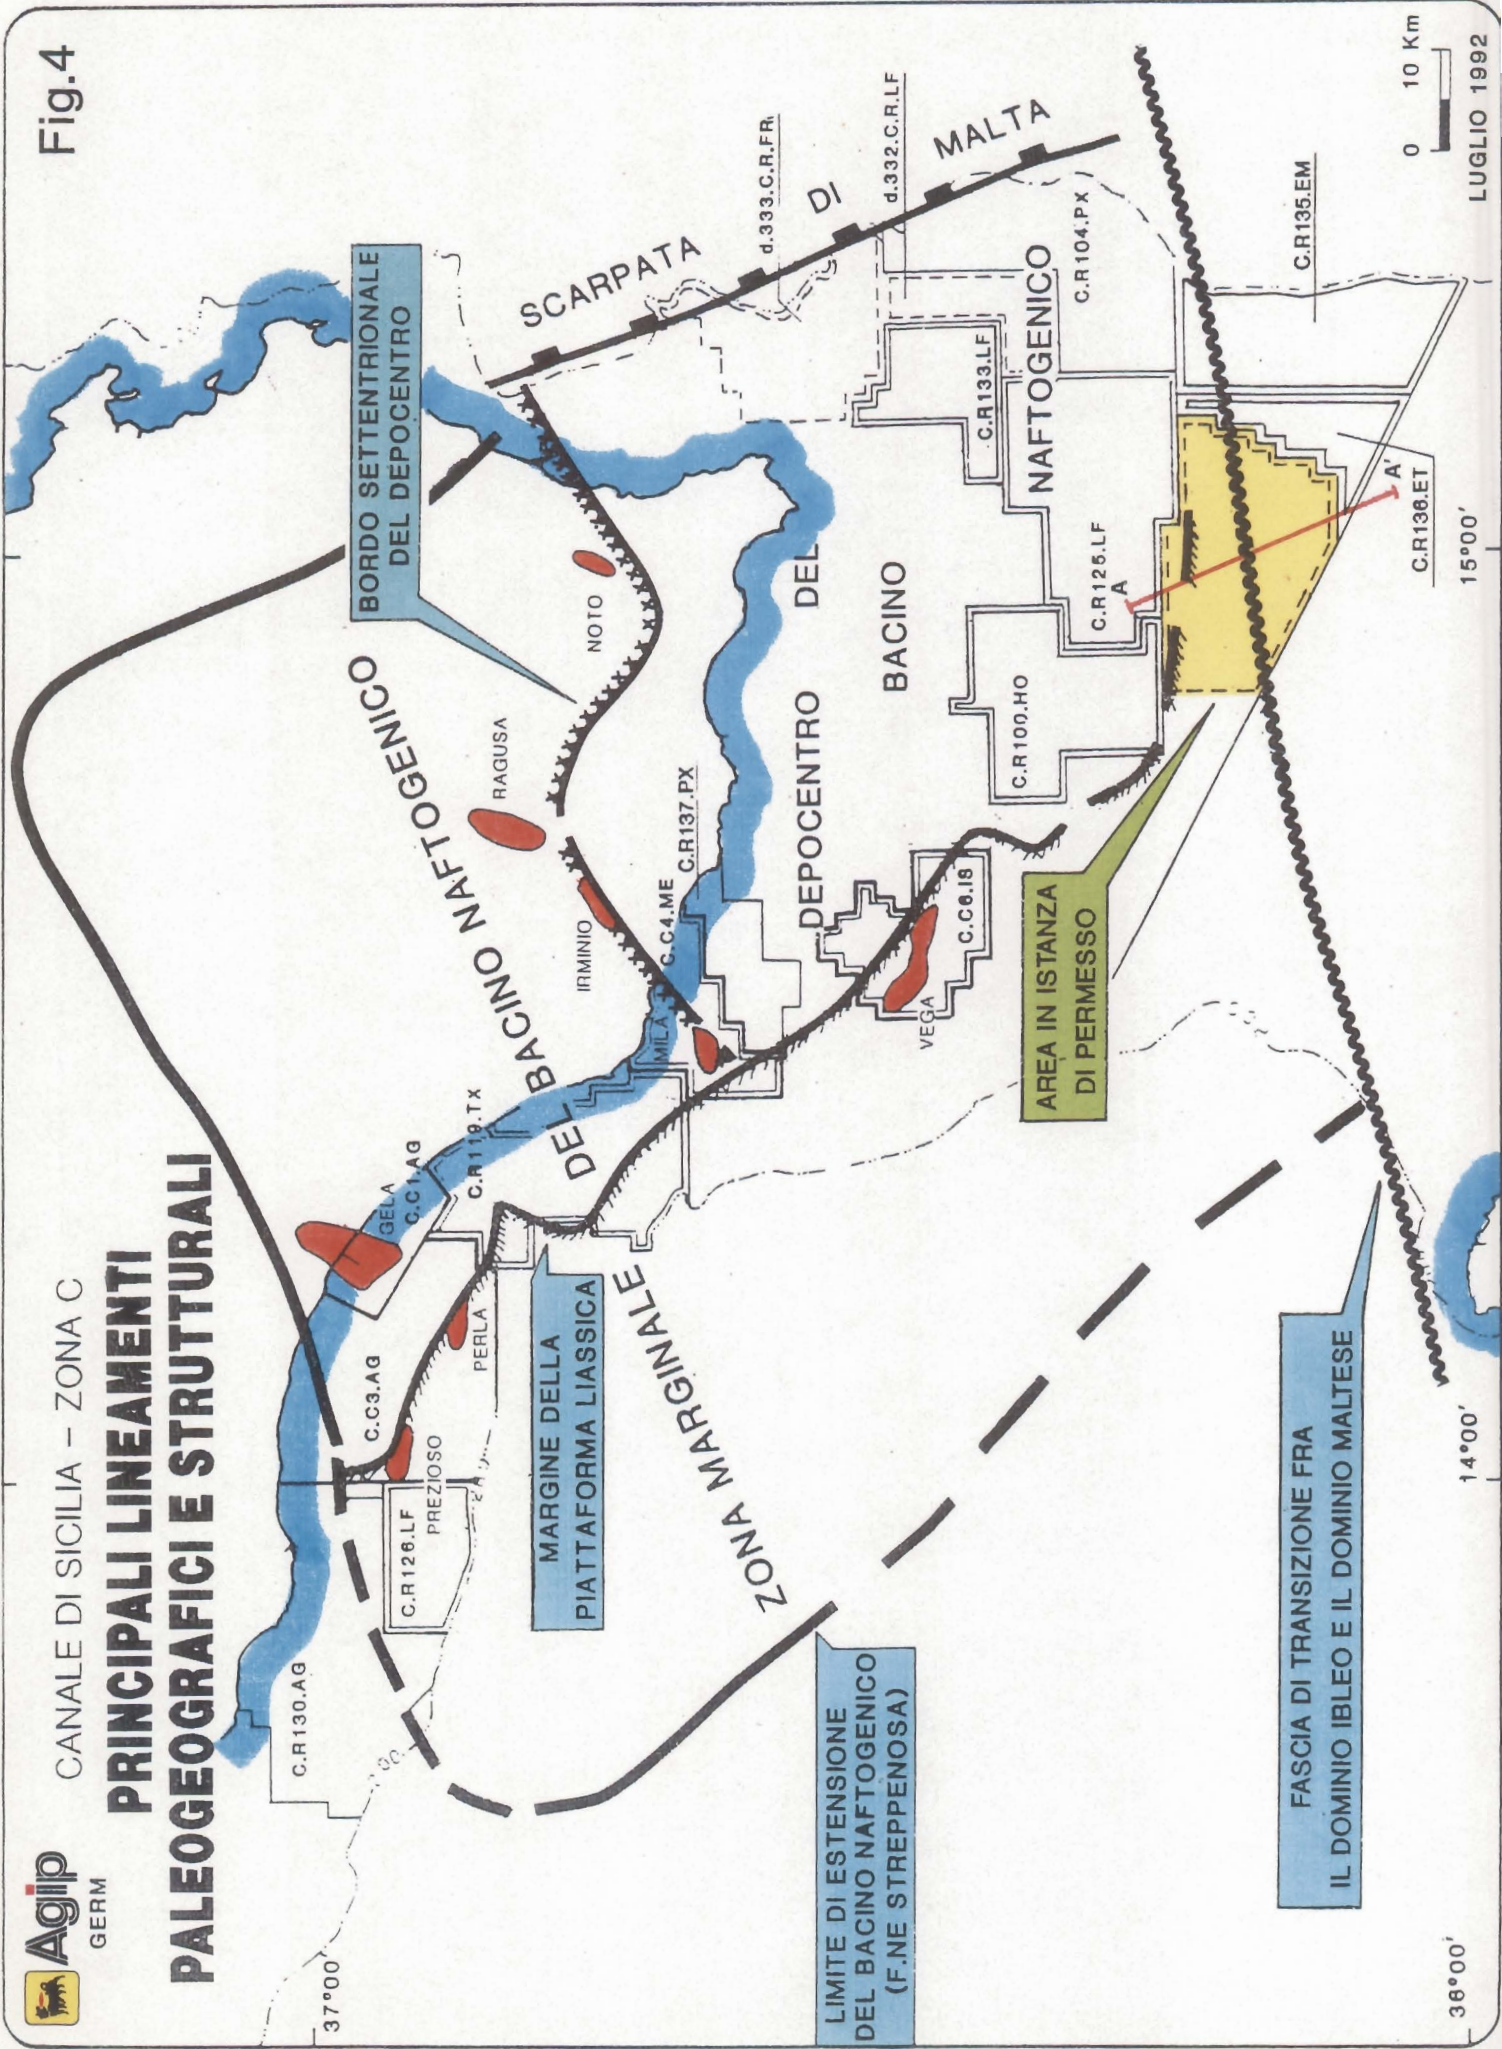 Agip
GERM
CANALE DI SICILIA – ZONA C
PRINCIPALI LINEAMENTI
PALEOGEOGRAFICI E STRUTTURALI
Fig.4
37°00'
36°00'
14°00'
15°00'
C.R130.AG
C.R126.LF
PREZIOSO
C.C3.AG
PERLA
GELA
C.C1.AG
C.R119.TX
MILA
C.C4.ME
IRMINIO
C.R137.PX
RAGUSA
NOTO
BORDO SETTENTRIONALE
DEL DEPOCENTRO
SCARPATA DI MALTA
d.333.C.R.FR
d.332.C.R.LF
C.R104.PX
C.R133.LF
C.R125.LF
C.R100.HO
C.R135.EM
C.R136.ET
A
A'
VEGA
C.C6.IS
ZONA MARGINALE DEL BACINO NAFTOGENICO
DEPOCENTRO DEL
BACINO
NAFTOGENICO
MARGINE DELLA
PIATTAFORMA LIASSICA
AREA IN ISTANZA
DI PERMESSO
LIMITE DI ESTENSIONE
DEL BACINO NAFTOGENICO
(F.NE STREPPENOSA)
FASCIA DI TRANSIZIONE FRA
IL DOMINIO IBLEO E IL DOMINIO MALTESE
0 10 Km
LUGLIO 1992